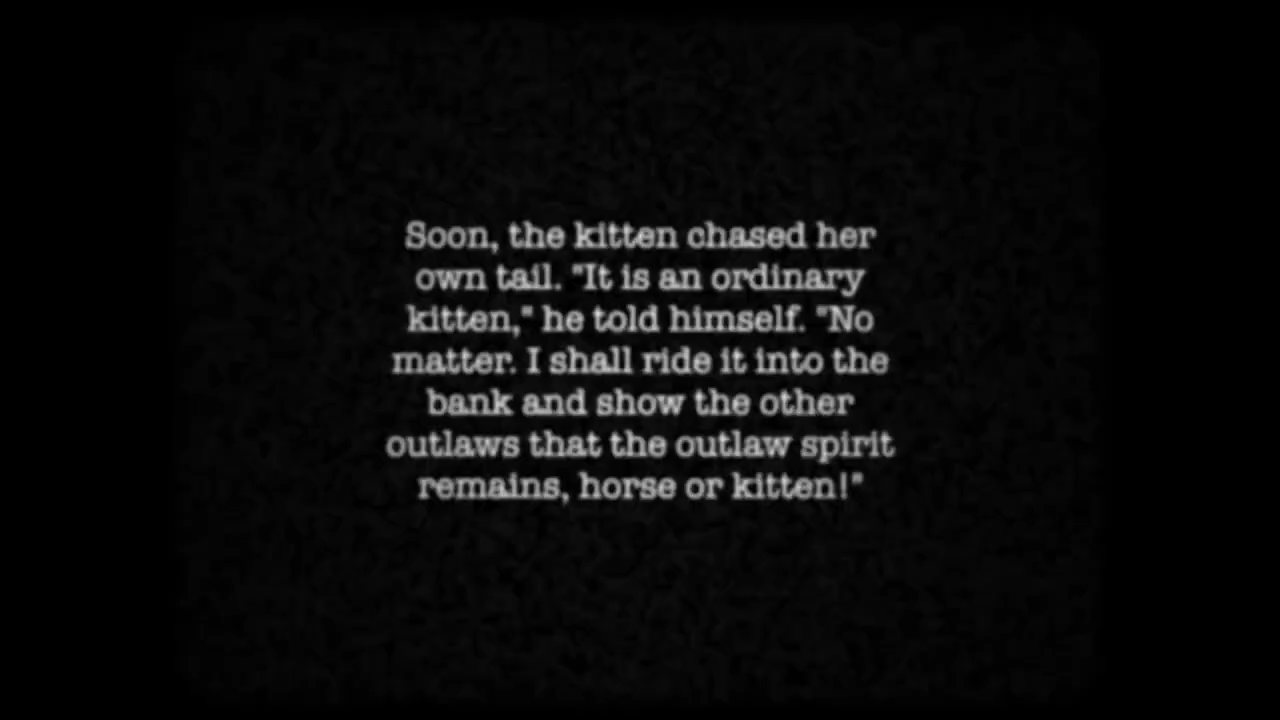 Soon, the kitten chased her
own tail. "It is an ordinary
kitten," he told himself. "No
matter. I shall ride it into the
bank and show the other
outlaws that the outlaw spirit
remains, horse or kitten!"